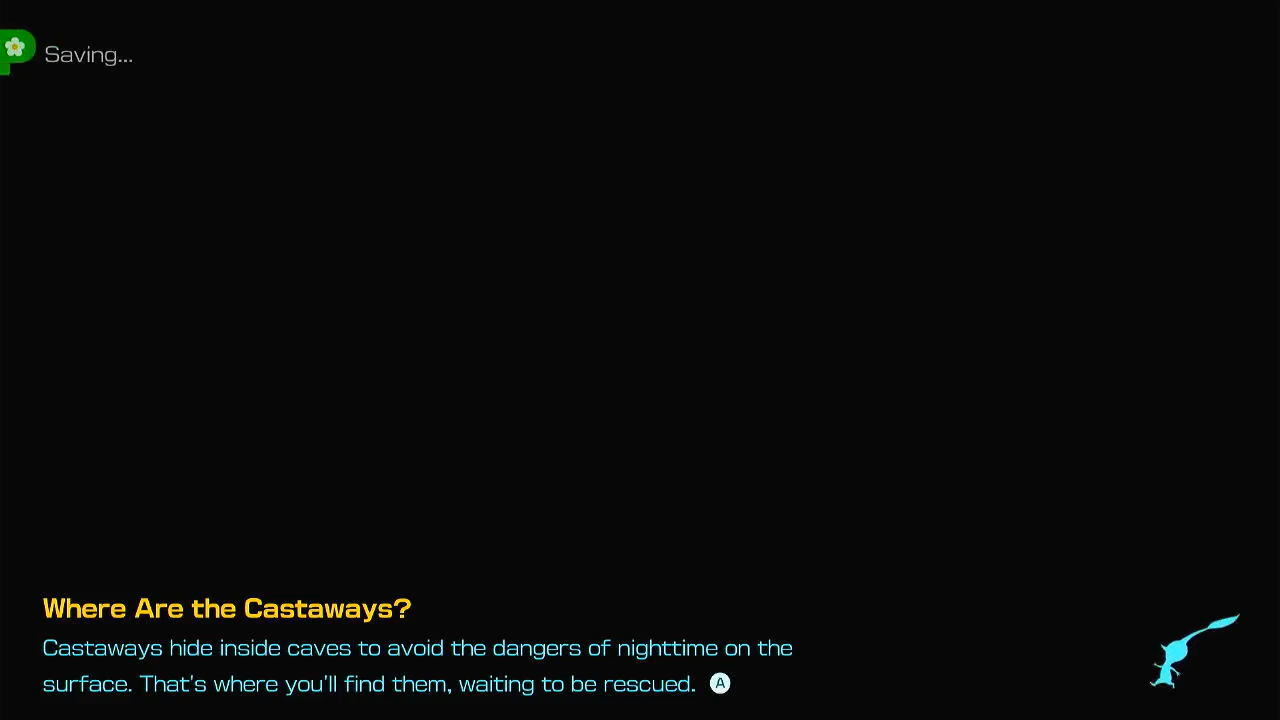 Saving...
Where Are the Castaways?
Castaways hide inside caves to avoid the dangers of nighttime on the
surface. That's where you'll find them, waiting to be rescued. A